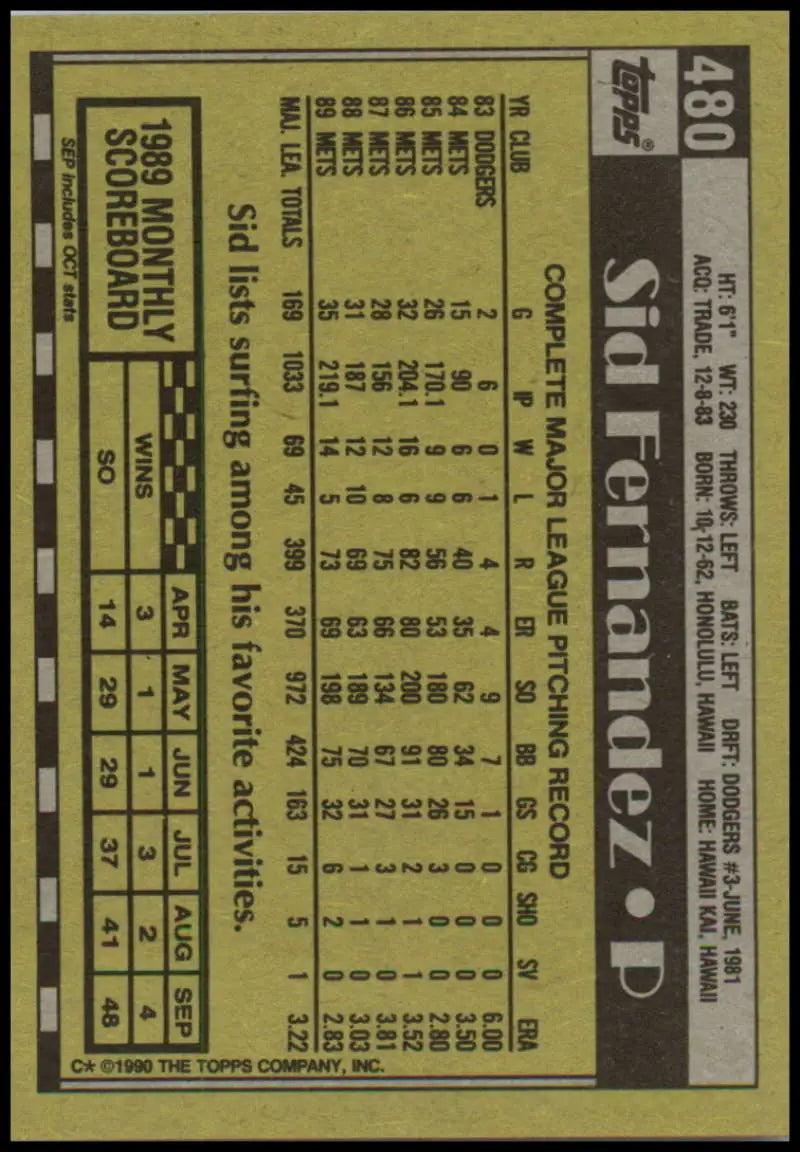 480
HT: 6'1" WT: 230 THROWS: LEFT BATS: LEFT DRFT: DODGERS #3-JUNE, 1981
ACQ: TRADE, 12-8-83 BORN: 10-12-62, HONOLULU, HAWAII HOME: HAWAII KAI, HAWAII
TOPPS®
Sid Fernandez • P
COMPLETE MAJOR LEAGUE PITCHING RECORD
YR CLUB G IP W L R ER SO BB GS CG SHO SV ERA
83 DODGERS 2 6 0 1 4 4 9 7 1 0 0 0 6.00
84 METS 15 90 6 6 40 35 62 34 15 0 0 0 3.50
85 METS 26 170.1 9 9 56 53 180 80 26 3 0 0 2.80
86 METS 32 204.1 16 6 82 80 200 91 31 2 1 1 3.52
87 METS 28 156 12 8 75 66 134 67 27 3 1 0 3.81
88 METS 31 187 12 10 69 63 189 70 31 1 1 0 3.03
89 METS 35 219.1 14 5 73 69 198 75 32 6 2 0 2.83
MAJ. LEA. TOTALS 169 1033 69 45 399 370 972 424 163 15 5 1 3.22
Sid lists surfing among his favorite activities.
1989 MONTHLY
SCOREBOARD
APR MAY JUN JUL AUG SEP
WINS 3 1 1 3 2 4
SO 14 29 29 37 41 48
SEP includes OCT stats
C* ©1990 THE TOPPS COMPANY, INC.